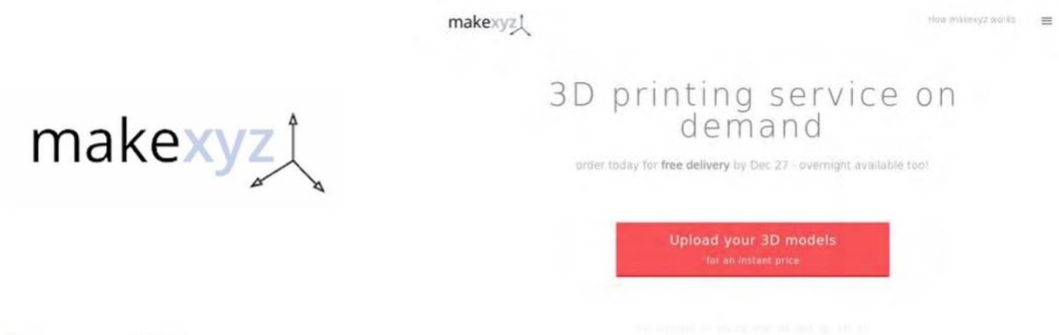 makexyz
makexyz
How makexyz works
3D printing service on
demand
order today for free delivery by Dec 27 - overnight available too!
Upload your 3D models
for an instant price